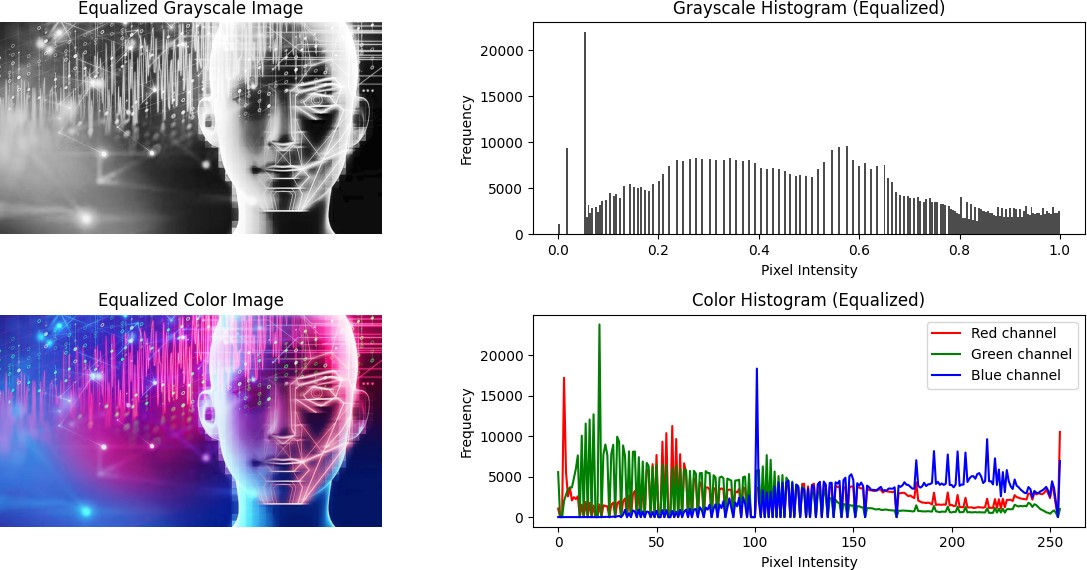 Equalized Grayscale Image
Grayscale Histogram (Equalized)
Frequency
20000
15000
10000
5000
0
0.0 0.2 0.4 0.6 0.8 1.0
Pixel Intensity
Equalized Color Image
Color Histogram (Equalized)
Red channel
Green channel
Blue channel
Frequency
20000
15000
10000
5000
0
0 50 100 150 200 250
Pixel Intensity